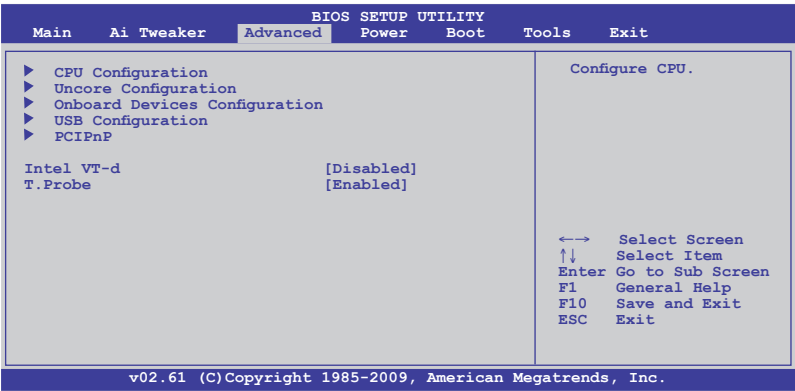 BIOS SETUP UTILITY
Main Ai Tweaker Advanced Power Boot Tools Exit
CPU Configuration
Uncore Configuration
Onboard Devices Configuration
USB Configuration
PCIPnP
Intel VT-d [Disabled]
T.Probe [Enabled]
Configure CPU.
←→ Select Screen
↑↓ Select Item
Enter Go to Sub Screen
F1 General Help
F10 Save and Exit
ESC Exit
v02.61 (C)Copyright 1985-2009, American Megatrends, Inc.